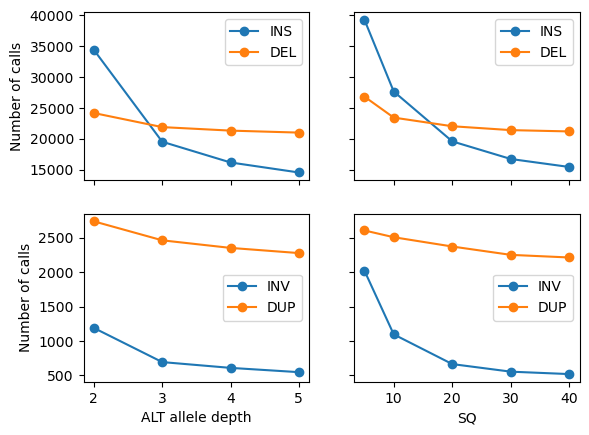 40000
35000
30000
25000
20000
15000
Number of calls
INS
DEL
INS
DEL
2500
2000
1500
1000
500
Number of calls
INV
DUP
INV
DUP
2 3 4 5
10 20 30 40
ALT allele depth
SQ